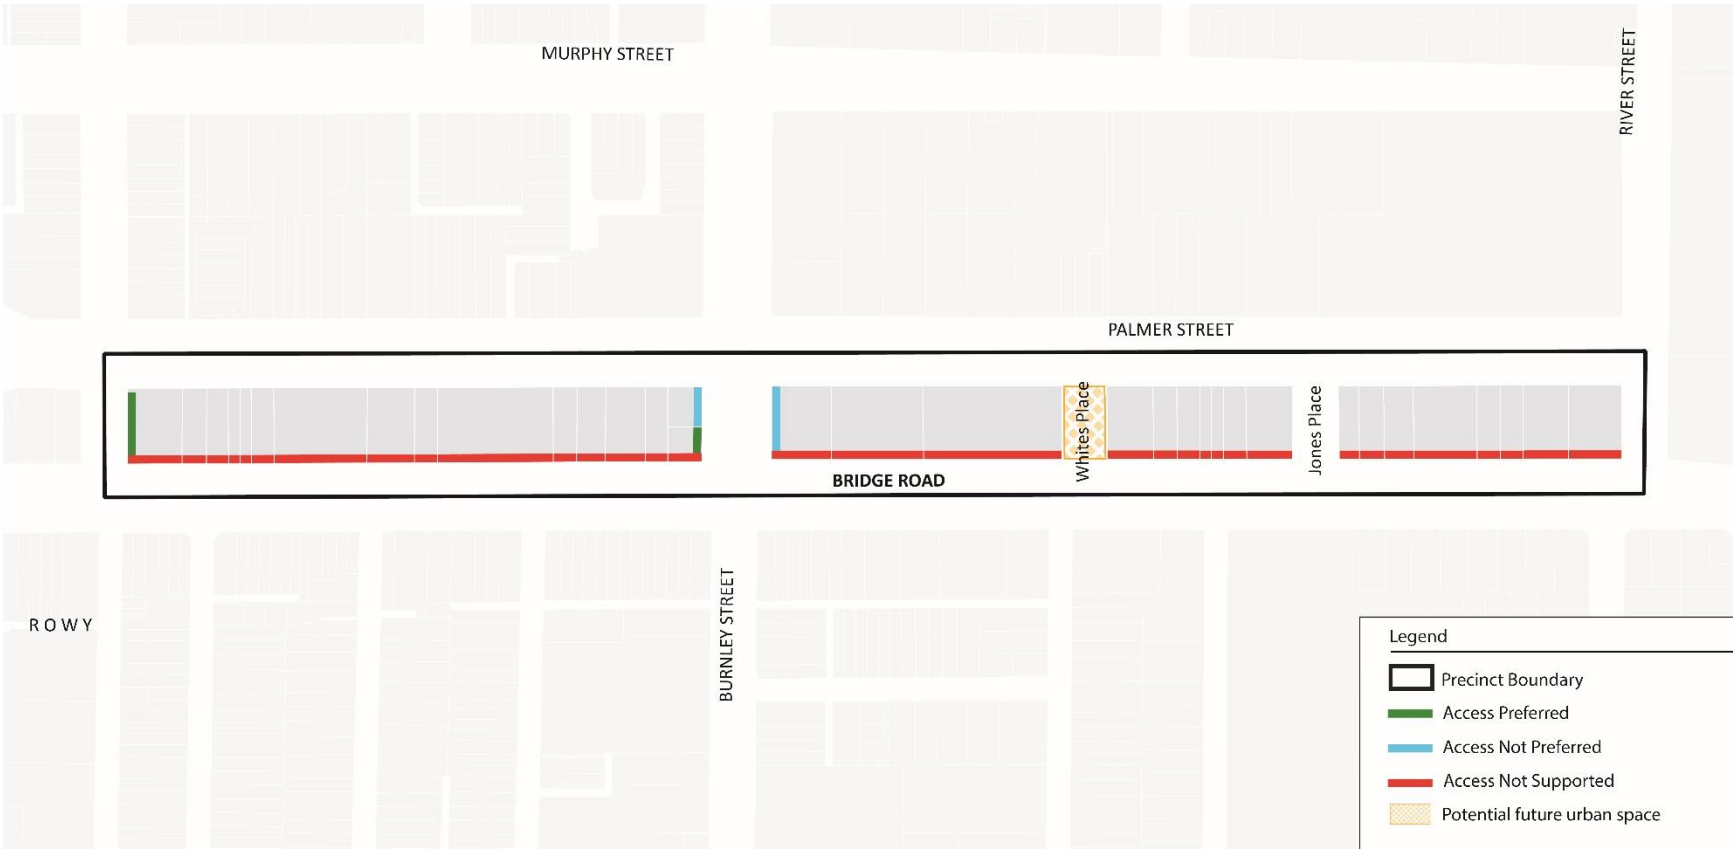 MURPHY STREET
RIVER STREET
PALMER STREET
Whites Place
Jones Place
BRIDGE ROAD
BURNLEY STREET
ROWY
Legend
Precinct Boundary
Access Preferred
Access Not Preferred
Access Not Supported
Potential future urban space